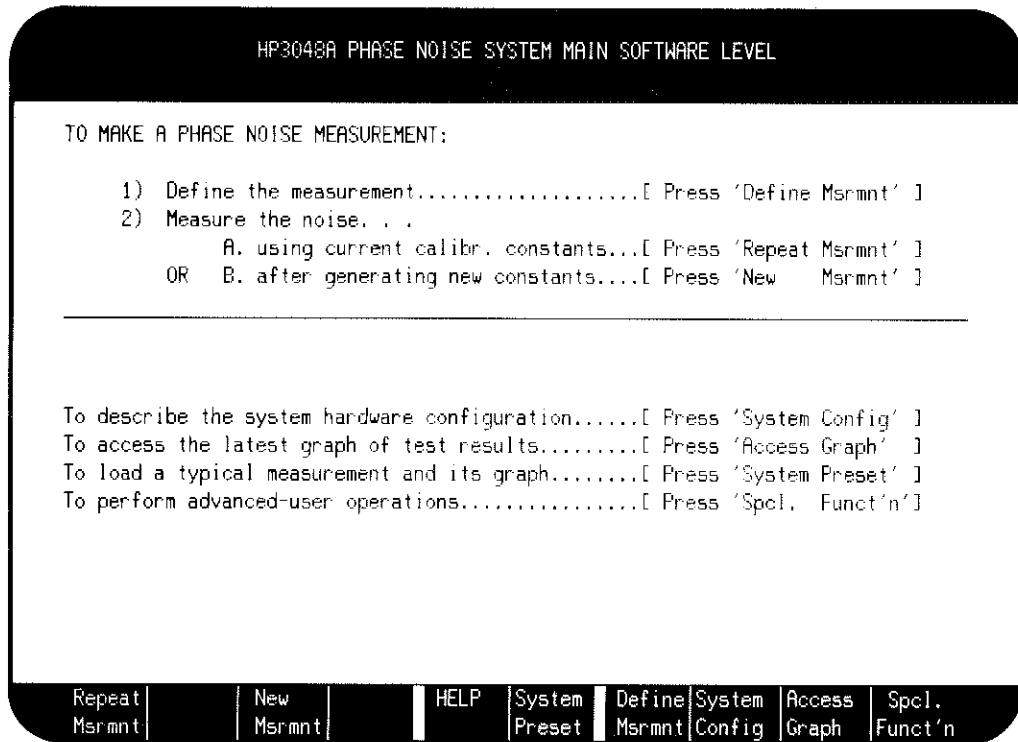 HP3048A PHASE NOISE SYSTEM MAIN SOFTWARE LEVEL
TO MAKE A PHASE NOISE MEASUREMENT:
1) Define the measurement....................[ Press 'Define Msrmnt' ]
2) Measure the noise. . .
A. using current calibr. constants...[ Press 'Repeat Msrmnt' ]
OR B. after generating new constants....[ Press 'New Msrmnt' ]
To describe the system hardware configuration......[ Press 'System Config' ]
To access the latest graph of test results.........[ Press 'Access Graph' ]
To load a typical measurement and its graph........[ Press 'System Preset' ]
To perform advanced-user operations................[ Press 'Spcl. Funct'n']
Repeat New HELP System Define System Access Spcl.
Msrmnt Msrmnt Preset Msrmnt Config Graph Funct'n